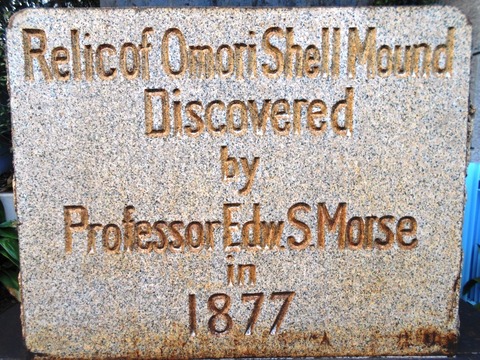 Relic of Omori Shell Mound
Discovered
by
Professor Edw. S. Morse
in
1877